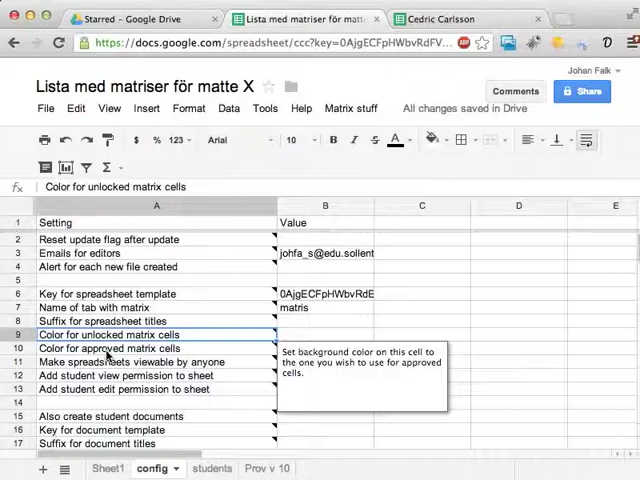 Starred – Google Drive
Lista med matriser för matt
Cedric Carlsson
https://docs.google.com/spreadsheet/ccc?key=0AjgECFpHWbvRdFV...
ABP
Johan Falk
Lista med matriser för matte X
Comments
Share
File Edit View Insert Format Data Tools Matrix stuff All changes saved in Drive
$ % 123 Arial 10 B I S A
Σ
fx Color for unlocked matrix cells
A B C D E
1 Setting Value
2 Reset update flag after update
3 Emails for editors johfa_s@edu.sollent
4 Alert for each new file created
5
6 Key for spreadsheet template 0AjgECFpHWbvRdE
7 Name of tab with matrix matris
8 Suffix for spreadsheet titles
9 Color for unlocked matrix cells
10 Color for approved matrix cells
Set background color on this cell to
the one you wish to use for approved
cells.
11 Make spreadsheets viewable by anyone
12 Add student view permission to sheet
13 Add student edit permission to sheet
14
15 Also create student documents
16 Key for document template
17 Suffix for document titles
Sheet1 config students Prov v 10